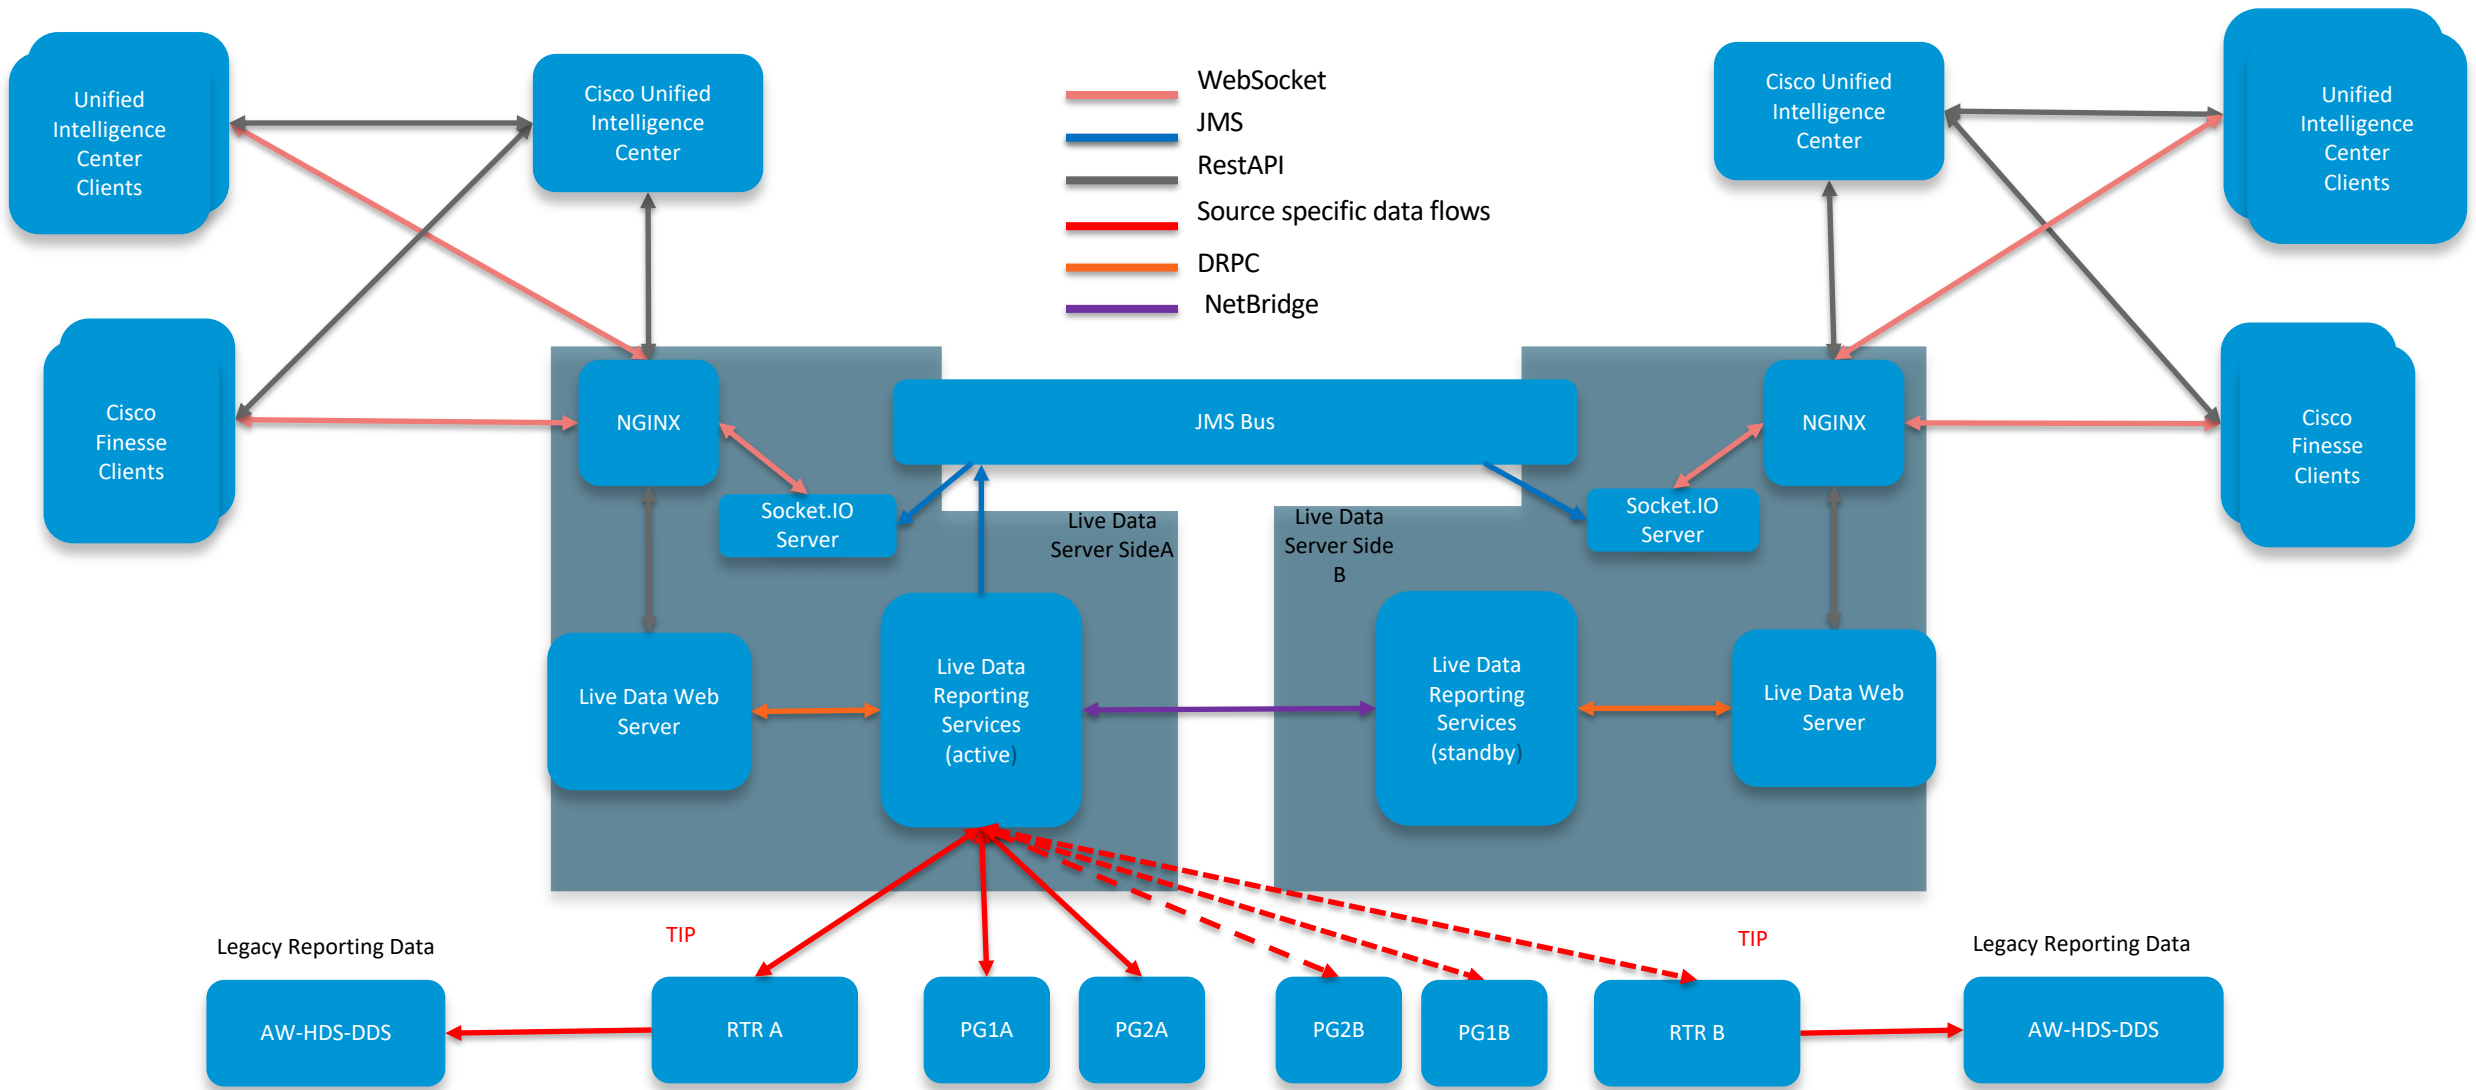 Unified
Intelligence
Center
Clients
Cisco Unified
Intelligence
Center
WebSocket
JMS
RestAPI
Source specific data flows
DRPC
NetBridge
Cisco Unified
Intelligence
Center
Unified
Intelligence
Center
Clients
Cisco
Finesse
Clients
NGINX
JMS Bus
NGINX
Cisco
Finesse
Clients
Socket.IO
Server
Live Data
Server SideA
Live Data
Server Side
B
Socket.IO
Server
Live Data Web
Server
Live Data
Reporting
Services
(active)
Live Data
Reporting
Services
(standby)
Live Data Web
Server
Legacy Reporting Data
TIP
TIP
Legacy Reporting Data
AW-HDS-DDS
RTR A
PG1A
PG2A
PG2B
PG1B
RTR B
AW-HDS-DDS